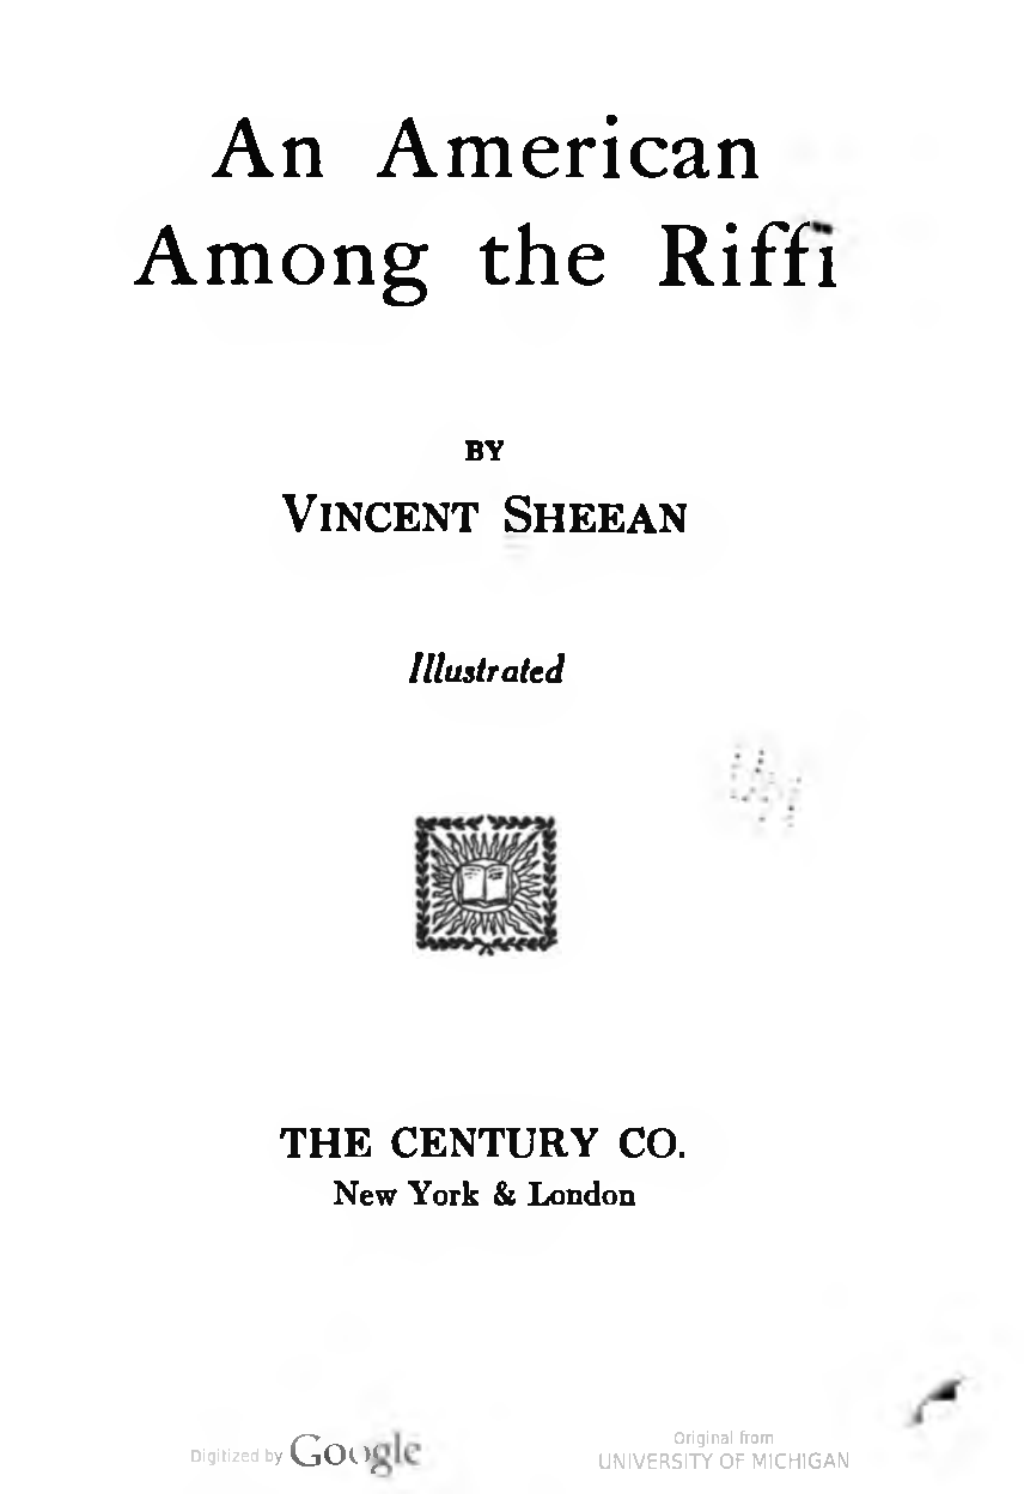 An American
Among the Riffi
BY
VINCENT SHEEAN
Illustrated
THE CENTURY CO.
New York & London
Digitized by Google
Original from
UNIVERSITY OF MICHIGAN